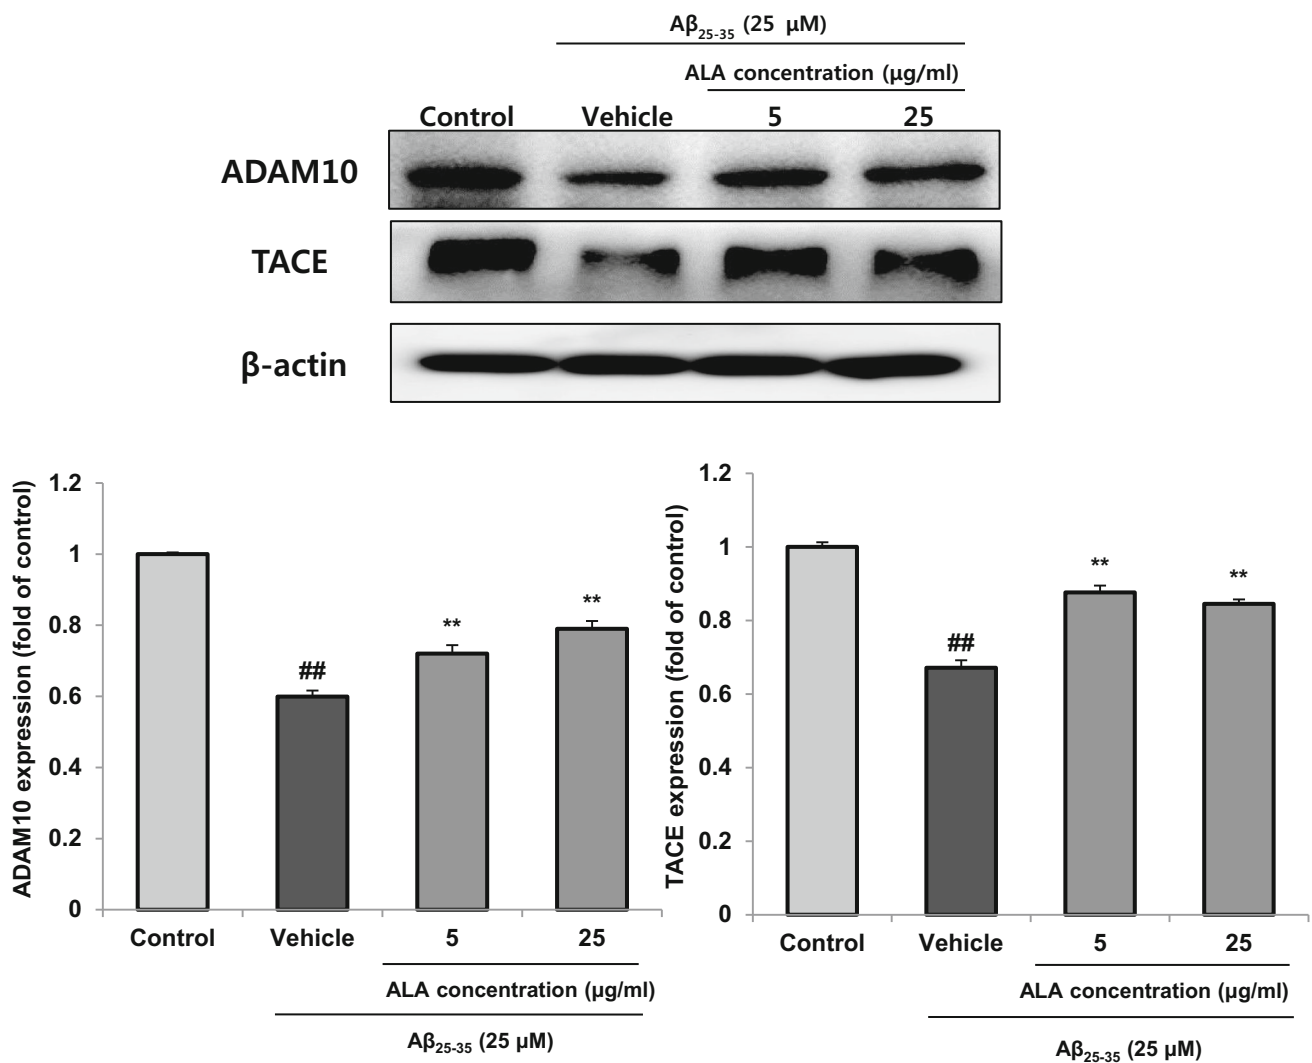 Aβ25-35 (25 μM)
ALA concentration (μg/ml)
Control Vehicle 5 25
ADAM10
TACE
β-actin
ADAM10 expression (fold of control)
1.2
1
0.8
0.6
0.4
0.2
0
##
**
**
Control Vehicle 5 25
ALA concentration (μg/ml)
Aβ25-35 (25 μM)
TACE expression (fold of control)
1.2
1
0.8
0.6
0.4
0.2
0
##
**
**
Control Vehicle 5 25
ALA concentration (μg/ml)
Aβ25-35 (25 μM)